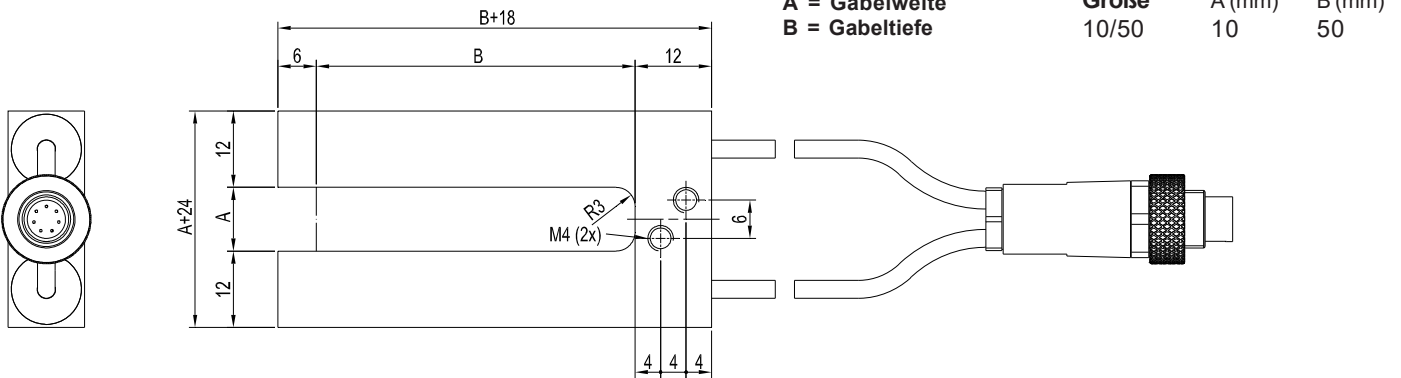 A = Gabelweite
B = Gabeltiefe
Größe A (mm) B (mm)
10/50 10 50
B+18
6 B 12
12
A+24
A
12
R3
M4 (2x)
6
4 4 4